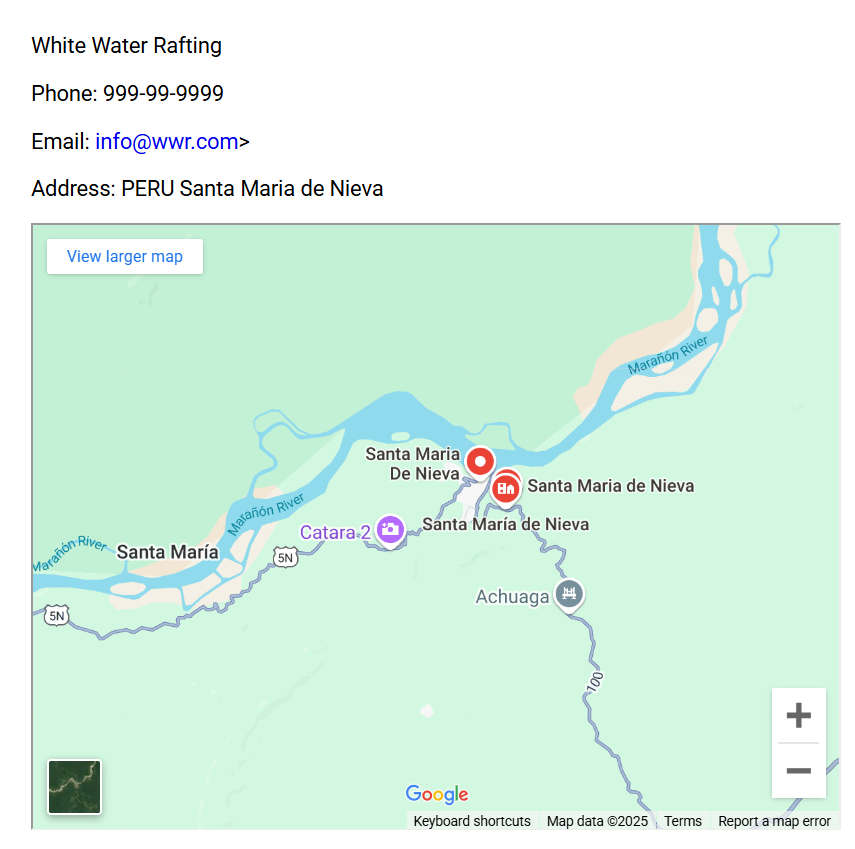 White Water Rafting
Phone: 999-99-9999
Email: info@wwr.com>
Address: PERU Santa Maria de Nieva
View larger map
Marañón River
Santa Maria
De Nieva
Santa Maria de Nieva
Marañón River
Catara 2
Santa María de Nieva
Marañón River
Santa María
5N
Achuaga
5N
100
Google
Keyboard shortcuts
Map data ©2025
Terms
Report a map error